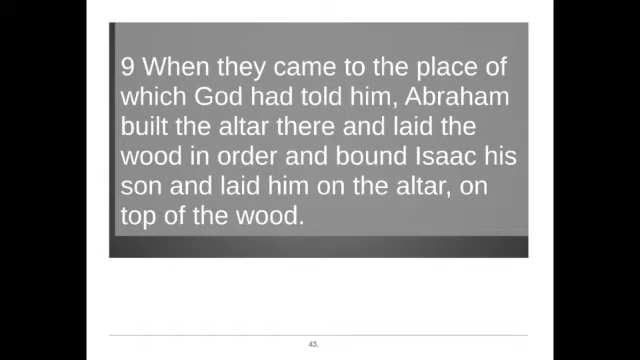 9 When they came to the place of
which God had told him, Abraham
built the altar there and laid the
wood in order and bound Isaac his
son and laid him on the altar, on
top of the wood.
43.